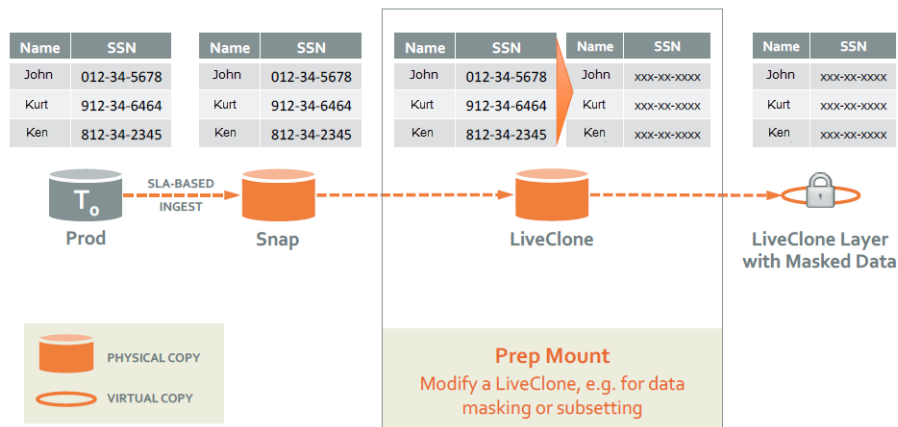 Name SSN
John 012-34-5678
Kurt 912-34-6464
Ken 812-34-2345
Name SSN
John 012-34-5678
Kurt 912-34-6464
Ken 812-34-2345
Name SSN
John 012-34-5678
Kurt 912-34-6464
Ken 812-34-2345
Name SSN
John xxx-xx-xxxx
Kurt xxx-xx-xxxx
Ken xxx-xx-xxxx
Name SSN
John xxx-xx-xxxx
Kurt xxx-xx-xxxx
Ken xxx-xx-xxxx
To
Prod
SLA-BASED
INGEST
Snap
LiveClone
LiveClone Layer
with Masked Data
PHYSICAL COPY
VIRTUAL COPY
Prep Mount
Modify a LiveClone, e.g. for data
masking or subsetting